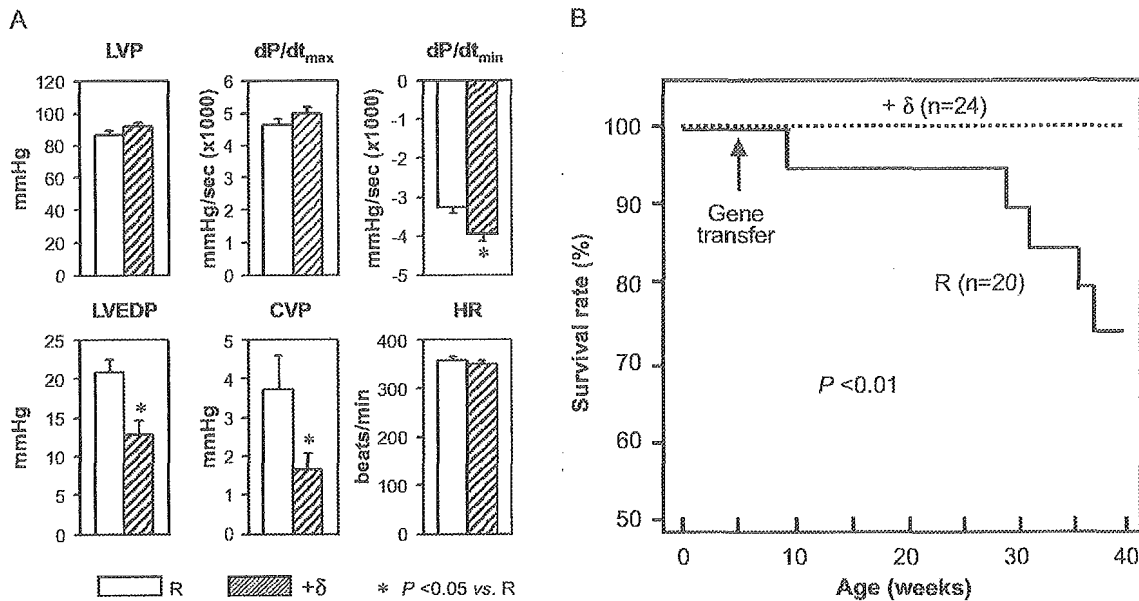 A
LVP
dP/dt max
dP/dt min
mmHg
120
100
80
60
40
20
0
mmHg/sec (x1000)
6
5
4
3
2
1
0
mmHg/sec (x1000)
0
-1
-2
-3
-4
-5
*
LVEDP
CVP
HR
mmHg
25
20
15
10
5
0
*
mmHg
5
4
3
2
1
0
*
beats/min
400
300
200
100
0
R
+δ
* P <0.05 vs. R
B
Survival rate (%)
100
90
80
70
60
50
+ δ (n=24)
Gene
transfer
R (n=20)
P <0.01
0 10 20 30 40
Age (weeks)